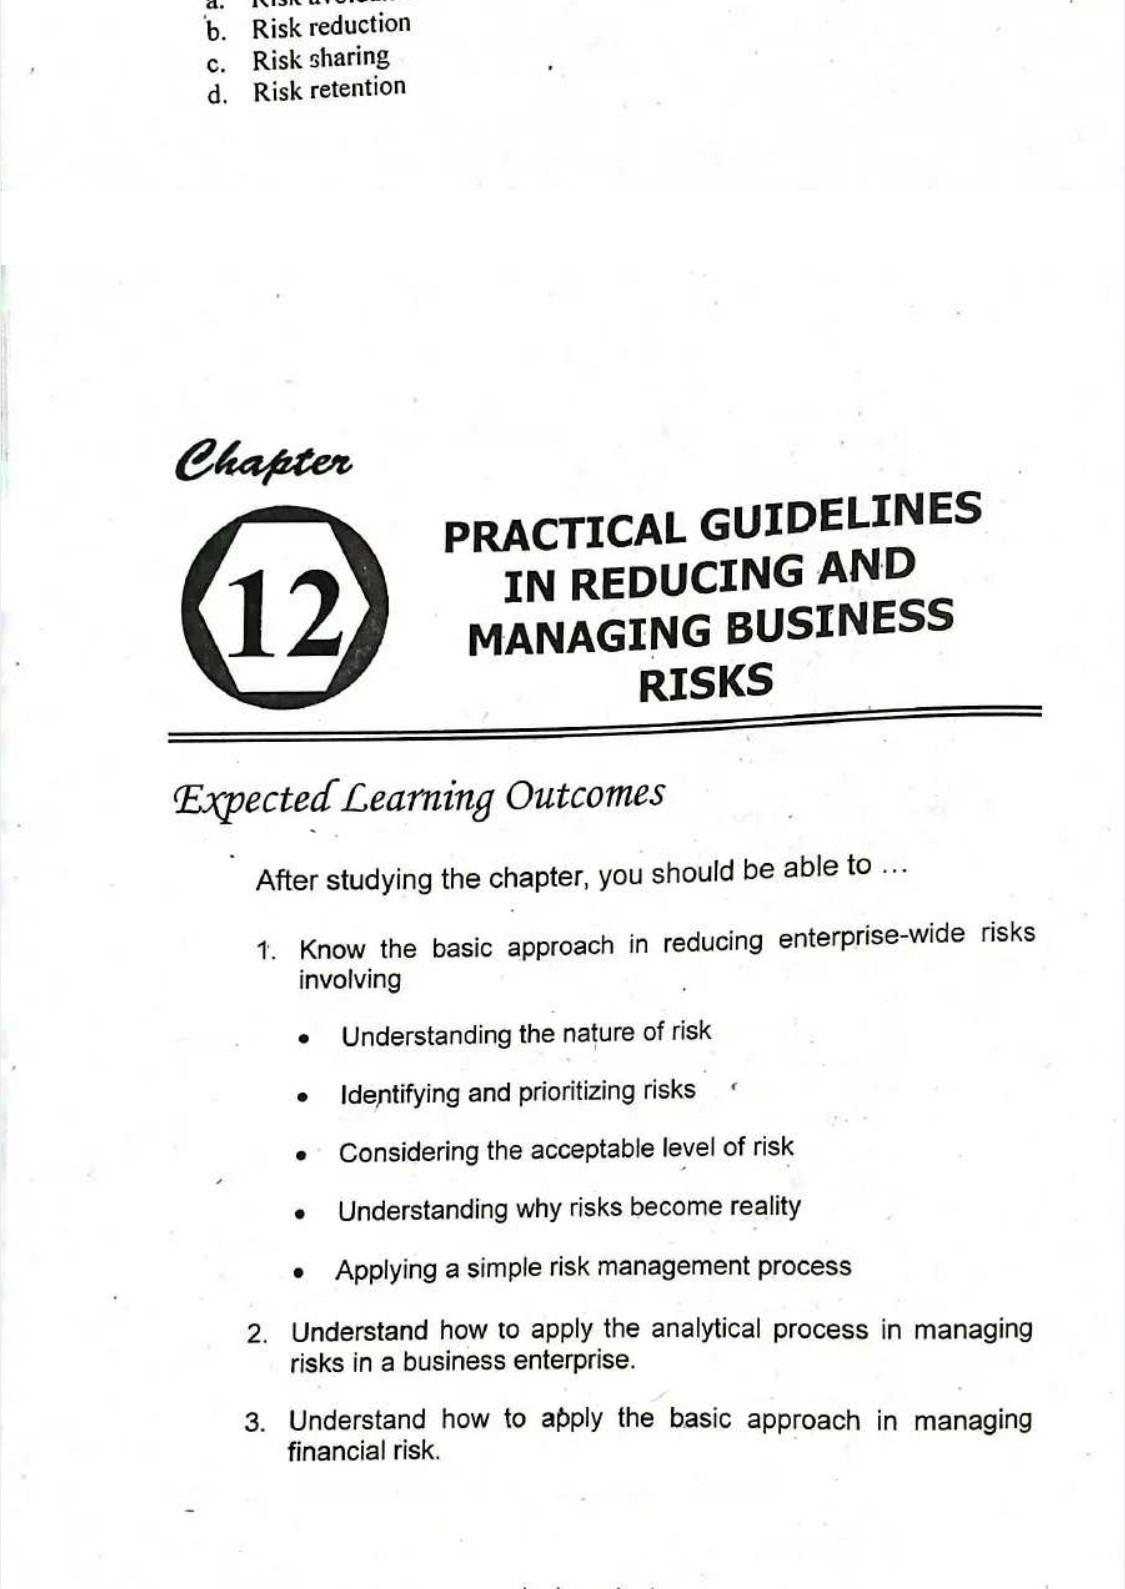 a. Risk
b. Risk reduction
c. Risk sharing
d. Risk retention
Chapter
12
PRACTICAL GUIDELINES
IN REDUCING AND
MANAGING BUSINESS
RISKS
Expected Learning Outcomes
After studying the chapter, you should be able to ...
1. Know the basic approach in reducing enterprise-wide risks
involving
• Understanding the nature of risk
• Identifying and prioritizing risks
• Considering the acceptable level of risk
• Understanding why risks become reality
• Applying a simple risk management process
2. Understand how to apply the analytical process in managing
risks in a business enterprise.
3. Understand how to apply the basic approach in managing
financial risk.